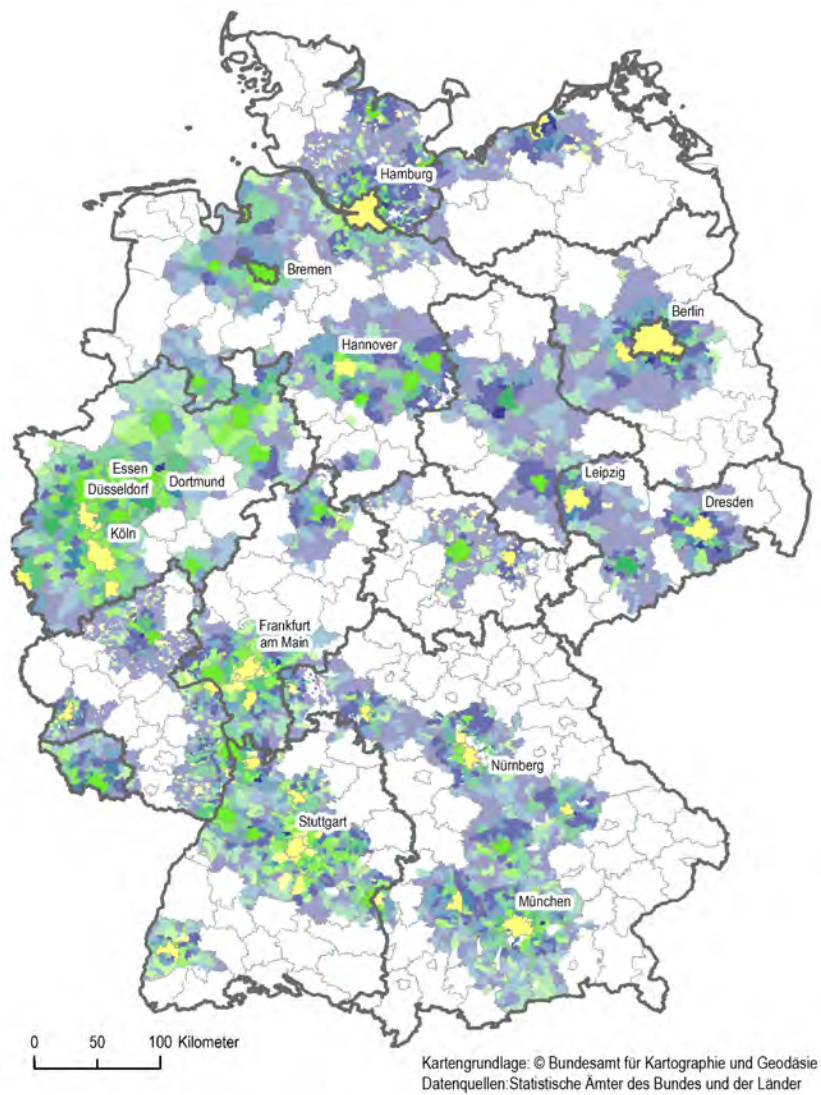 Hamburg
Bremen
Berlin
Hannover
Essen
Düsseldorf
Dortmund
Köln
Leipzig
Dresden
Frankfurt
am Main
Nürnberg
Stuttgart
München
0 50 100 Kilometer
Kartengrundlage: © Bundesamt für Kartographie und Geodäsie
Datenquellen:Statistische Ämter des Bundes und der Länder